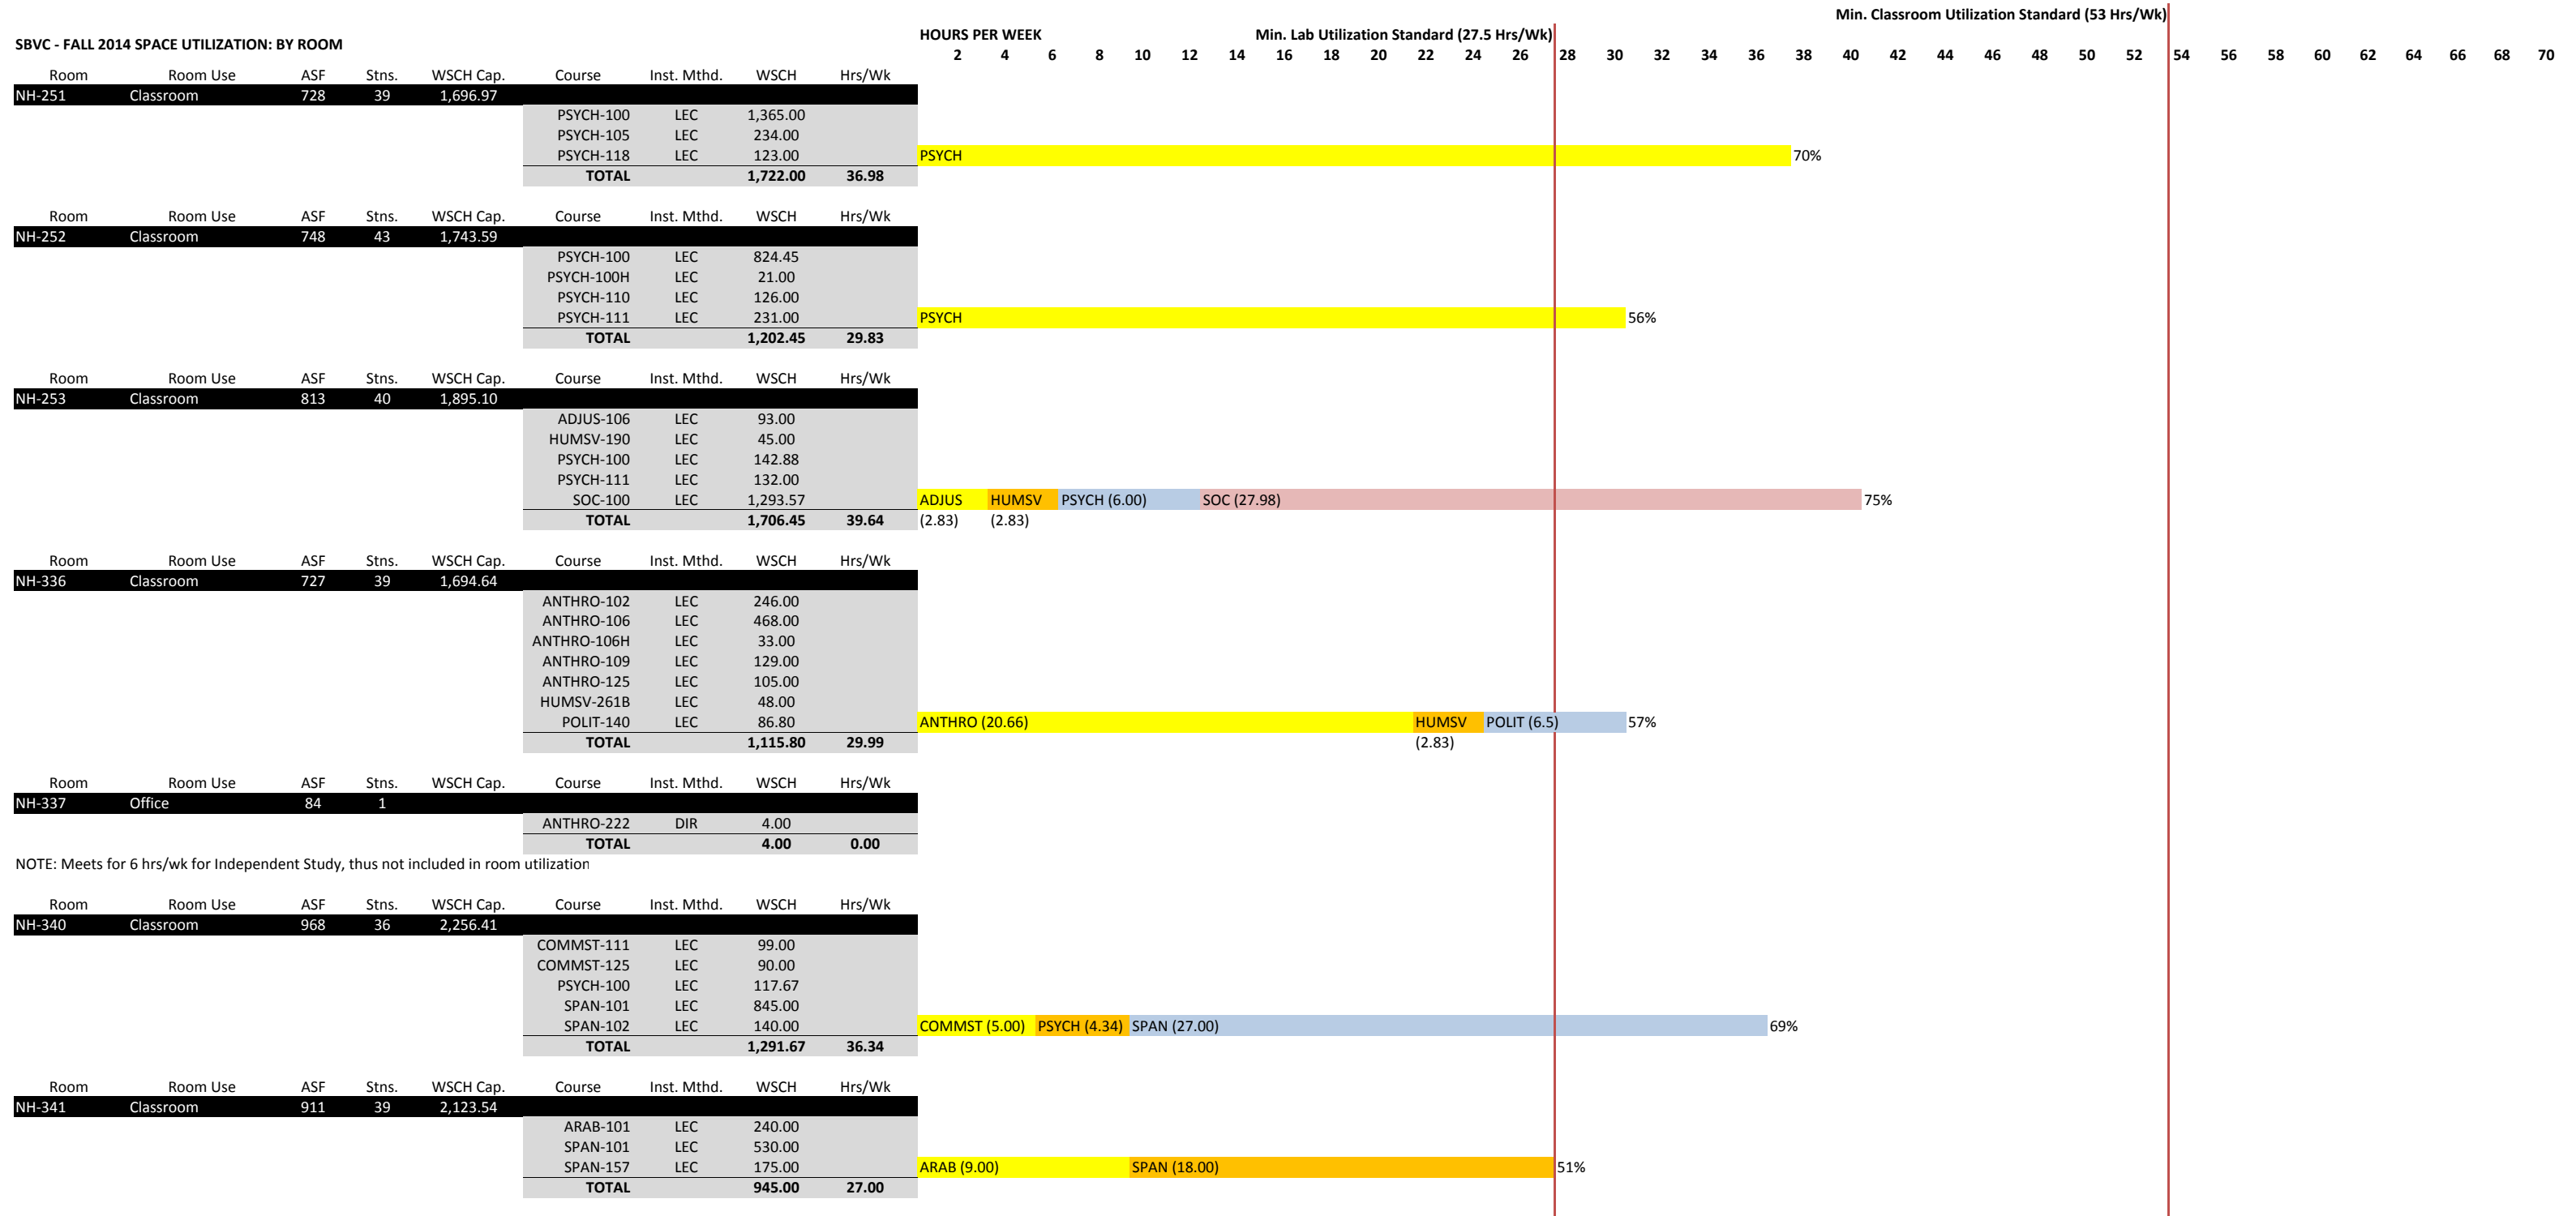 Min. Classroom Utilization Standard (53 Hrs/Wk)
HOURS PER WEEK Min. Lab Utilization Standard (27.5 Hrs/Wk)
SBVC - FALL 2014 SPACE UTILIZATION: BY ROOM
2 4 6 8 10 12 14 16 18 20 22 24 26 28 30 32 34 36 38 40 42 44 46 48 50 52 54 56 58 60 62 64 66 68 70
Room Room Use ASF Stns. WSCH Cap. Course Inst. Mthd. WSCH Hrs/Wk
NH-251 Classroom 728 39 1,696.97
PSYCH-100 LEC 1,365.00
PSYCH-105 LEC 234.00
PSYCH-118 LEC 123.00 PSYCH 70%
TOTAL 1,722.00 36.98
Room Room Use ASF Stns. WSCH Cap. Course Inst. Mthd. WSCH Hrs/Wk
NH-252 Classroom 748 43 1,743.59
PSYCH-100 LEC 824.45
PSYCH-100H LEC 21.00
PSYCH-110 LEC 126.00
PSYCH-111 LEC 231.00 PSYCH 56%
TOTAL 1,202.45 29.83
Room Room Use ASF Stns. WSCH Cap. Course Inst. Mthd. WSCH Hrs/Wk
NH-253 Classroom 813 40 1,895.10
ADJUS-106 LEC 93.00
HUMSV-190 LEC 45.00
PSYCH-100 LEC 142.88
PSYCH-111 LEC 132.00
SOC-100 LEC 1,293.57 ADJUS HUMSV PSYCH (6.00) SOC (27.98) 75%
TOTAL 1,706.45 39.64 (2.83) (2.83)
Room Room Use ASF Stns. WSCH Cap. Course Inst. Mthd. WSCH Hrs/Wk
NH-336 Classroom 727 39 1,694.64
ANTHRO-102 LEC 246.00
ANTHRO-106 LEC 468.00
ANTHRO-106H LEC 33.00
ANTHRO-109 LEC 129.00
ANTHRO-125 LEC 105.00
HUMSV-261B LEC 48.00
POLIT-140 LEC 86.80 ANTHRO (20.66) HUMSV POLIT (6.5) 57%
TOTAL 1,115.80 29.99 (2.83)
Room Room Use ASF Stns. WSCH Cap. Course Inst. Mthd. WSCH Hrs/Wk
NH-337 Office 84 1
ANTHRO-222 DIR 4.00
TOTAL 4.00 0.00
NOTE: Meets for 6 hrs/wk for Independent Study, thus not included in room utilization
Room Room Use ASF Stns. WSCH Cap. Course Inst. Mthd. WSCH Hrs/Wk
NH-340 Classroom 968 36 2,256.41
COMMST-111 LEC 99.00
COMMST-125 LEC 90.00
PSYCH-100 LEC 117.67
SPAN-101 LEC 845.00
SPAN-102 LEC 140.00 COMMST (5.00) PSYCH (4.34) SPAN (27.00) 69%
TOTAL 1,291.67 36.34
Room Room Use ASF Stns. WSCH Cap. Course Inst. Mthd. WSCH Hrs/Wk
NH-341 Classroom 911 39 2,123.54
ARAB-101 LEC 240.00
SPAN-101 LEC 530.00
SPAN-157 LEC 175.00 ARAB (9.00) SPAN (18.00) 51%
TOTAL 945.00 27.00